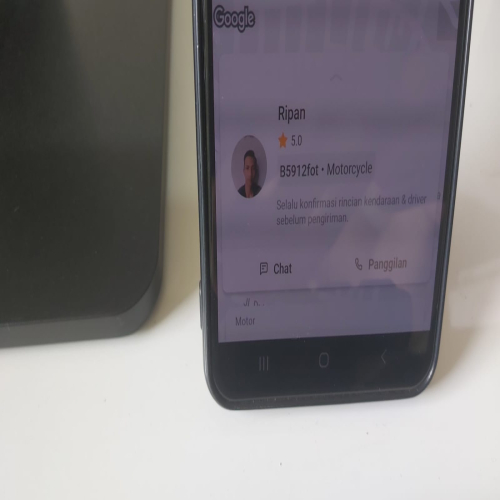 Google
Ripan
5.0
B5912fot • Motorcycle
Selalu konfirmasi rincian kendaraan & driver
sebelum pengiriman.
Chat
Panggilan
Motor